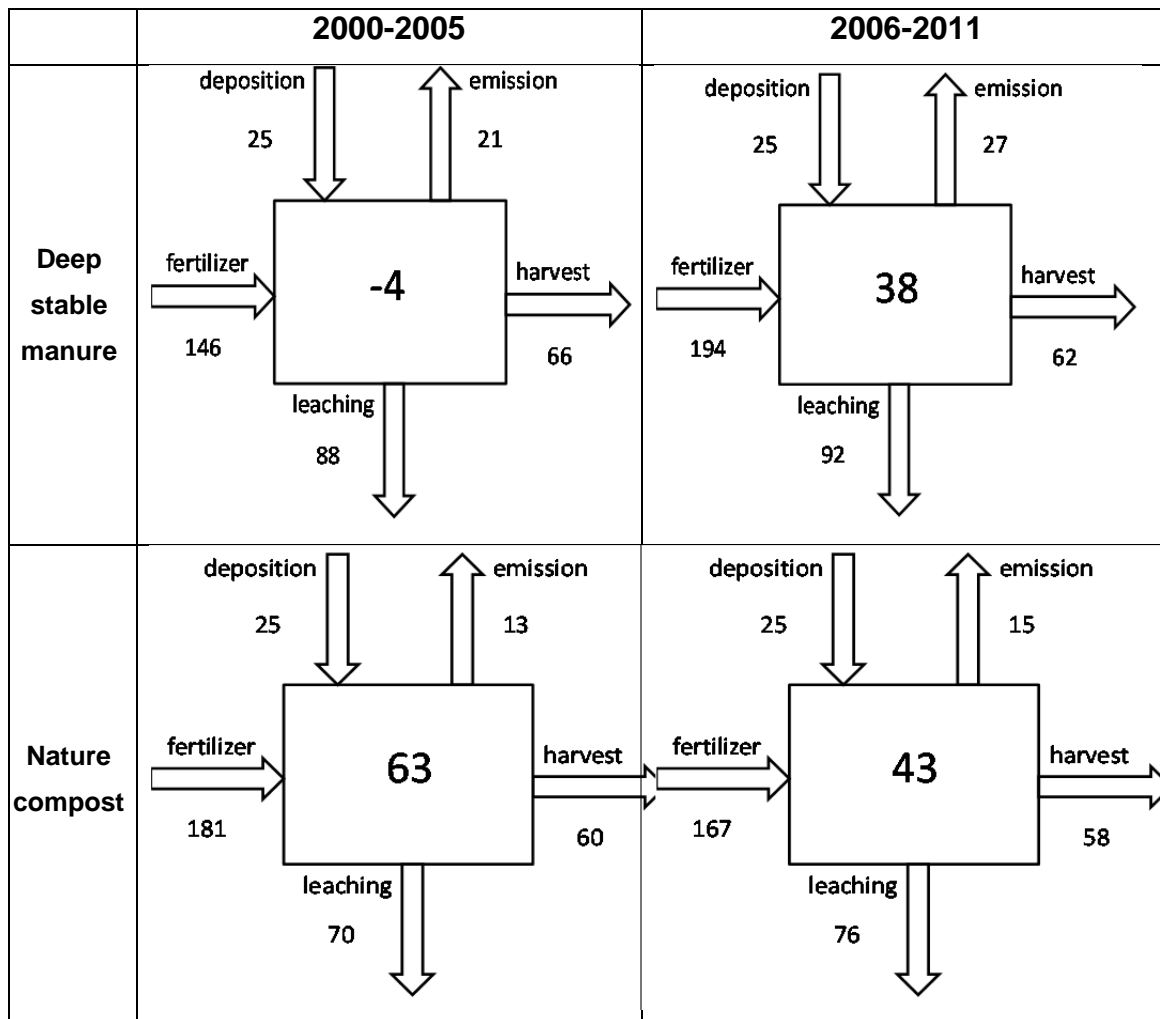 2000-2005
2006-2011
Deep
stable
manure
deposition
emission
25
21
fertilizer
-4
harvest
146
66
leaching
88
deposition
emission
25
27
fertilizer
38
harvest
194
62
leaching
92
Nature
compost
deposition
emission
25
13
fertilizer
63
harvest
181
60
leaching
70
deposition
emission
25
15
fertilizer
43
harvest
167
58
leaching
76